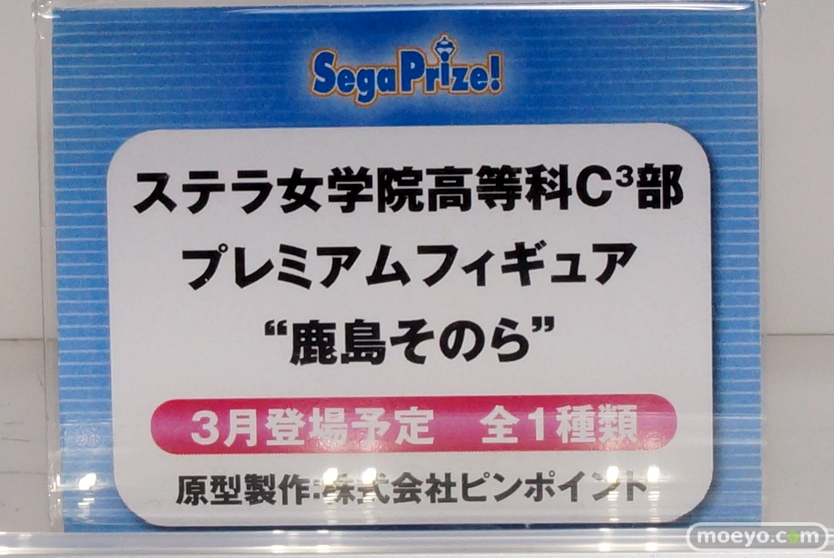 SegaPrize!
ステラ女学院高等科C³部
プレミアムフィギュア
“鹿島そのら”
3月登場予定 全1種類
原型製作:株式会社ピンポイント
moeyo.com